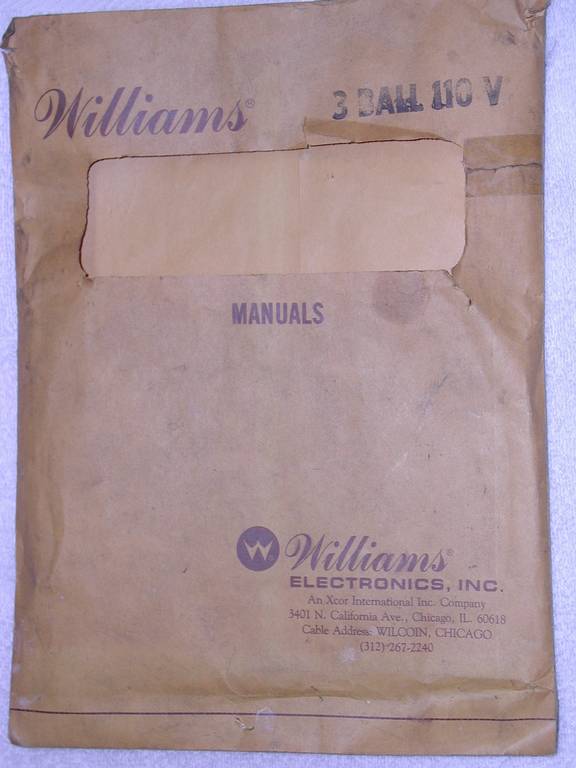 Williams®
3 BALL 110 V
MANUALS
W Williams®
ELECTRONICS, INC.
An Xcor International Inc. Company
3401 N. California Ave., Chicago, IL. 60618
Cable Address: WILCOIN, CHICAGO
(312) 267-2240